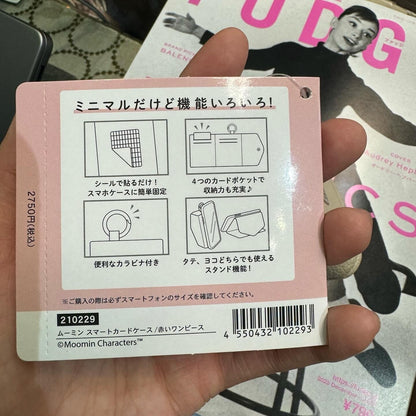 ミニマルだけど機能いろいろ!
シールで貼るだけ!
スマホケースに簡単固定
4つのカードポケットで
収納力も充実♪
便利なカラビナ付き
タテ、ヨコどちらでも使える
スタンド機能!
※ご購入の際は必ずスマートフォンのサイズを確認してください。
210229
ムーミン スマートカードケース/赤いワンピース
©Moomin Characters™
4 550432 102293
2750円(税込)
UDG
BALEN
COVER
udrey Hep
CS
https://